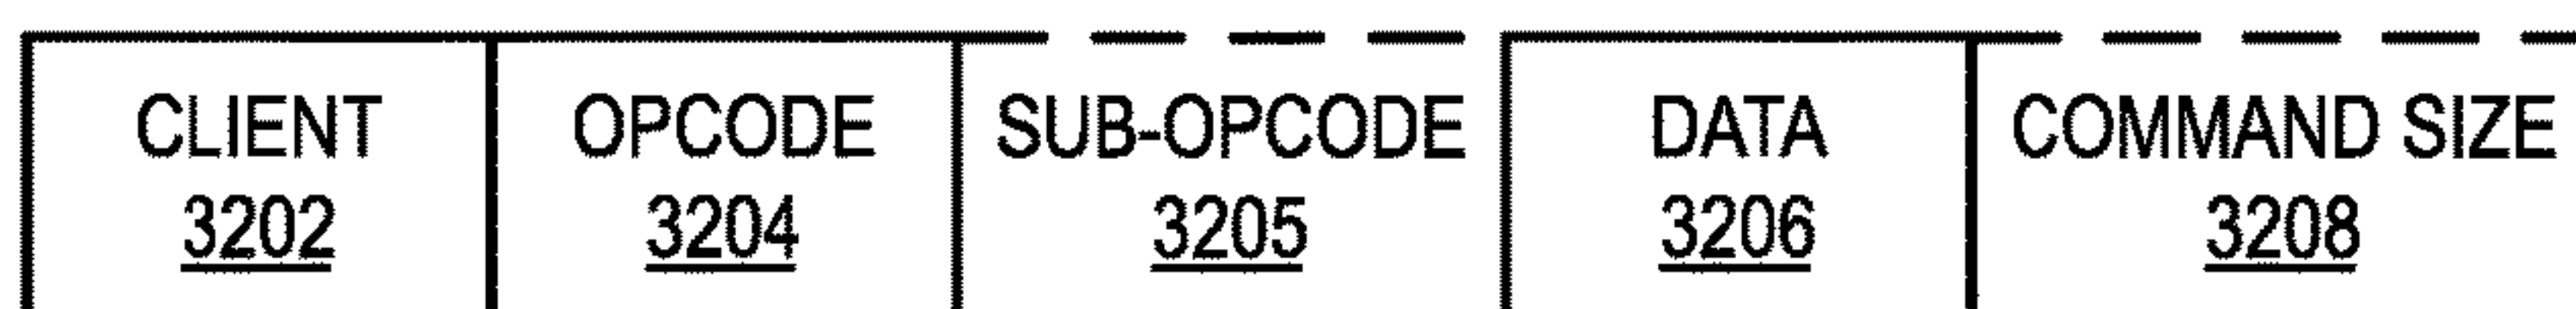 CLIENT OPCODE SUB-OPCODE DATA COMMAND SIZE
3202 3204 3205 3206 3208